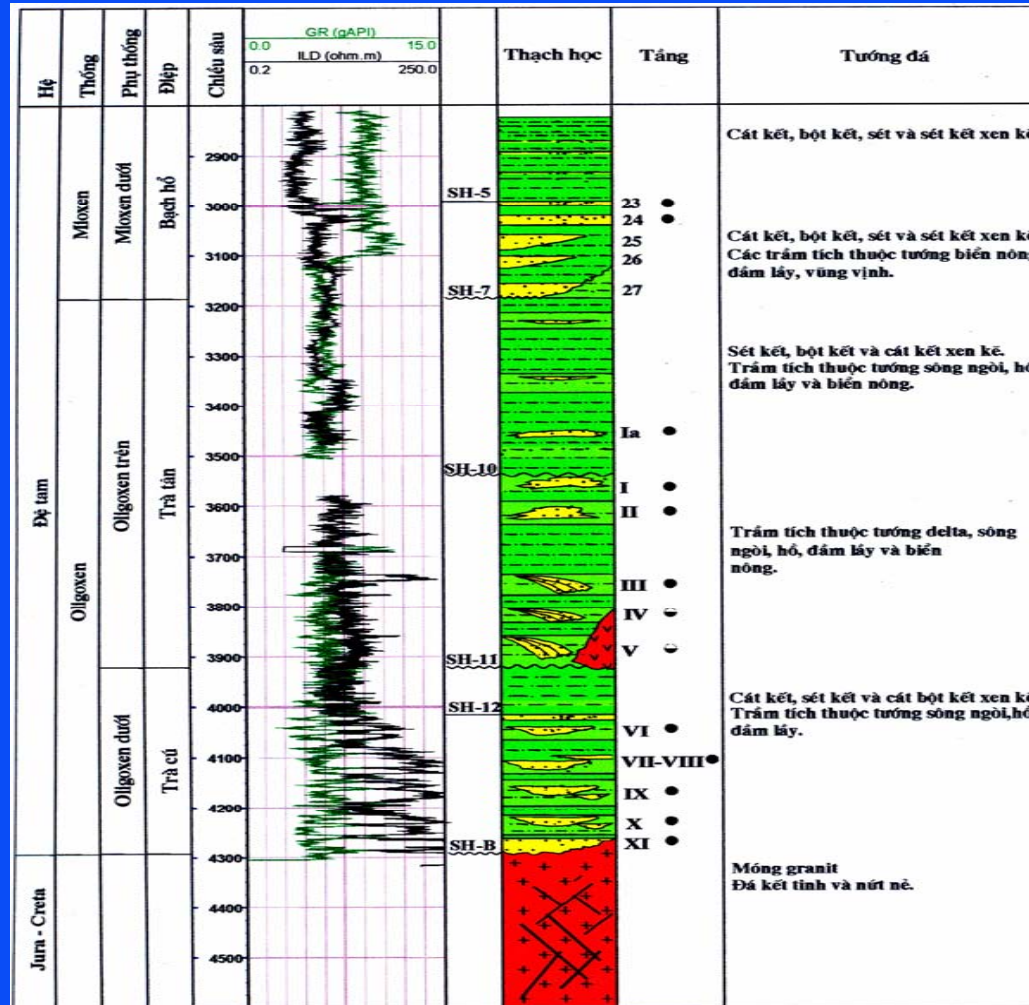 Hệ
Thống
Phụ thống
Điệp
Chiều sâu
GR (gAPI)
0.0 15.0
ILD (ohm.m)
0.2 250.0
Thạch học
Tầng
Tướng đá
Cát kết, bột kết, sét và sét kết xen kẽ
2900
SH-5
23
3000
24
Mioxen
Mioxen dưới
Bạch hổ
25
Cát kết, bột kết, sét và sét kết xen kẽ
Các trầm tích thuộc tướng biển nông
đầm lầy, vũng vịnh.
3100
26
SH-7
27
3200
3300
Sét kết, bột kết và cát kết xen kẽ.
Trầm tích thuộc tướng sông ngòi, hồ
đầm lầy và biển nông.
3400
Ia
3500
SH-10
I
Đệ tam
Oligoxen
Oligoxen trên
Trà tân
3600
II
Trầm tích thuộc tướng delta, sông
ngòi, hồ, đầm lầy và biển
nông.
3700
III
3800
IV
V
3900
SH-11
4000
SH-12
Cát kết, sét kết và cát bột kết xen kẽ
Trầm tích thuộc tướng sông ngòi,hồ
đầm lầy.
VI
Oligoxen dưới
Trà cú
4100
VII-VIII
IX
4200
X
XI
SH-B
4300
Móng granit
Đá kết tinh và nứt nẻ.
Jura - Creta
4400
4500